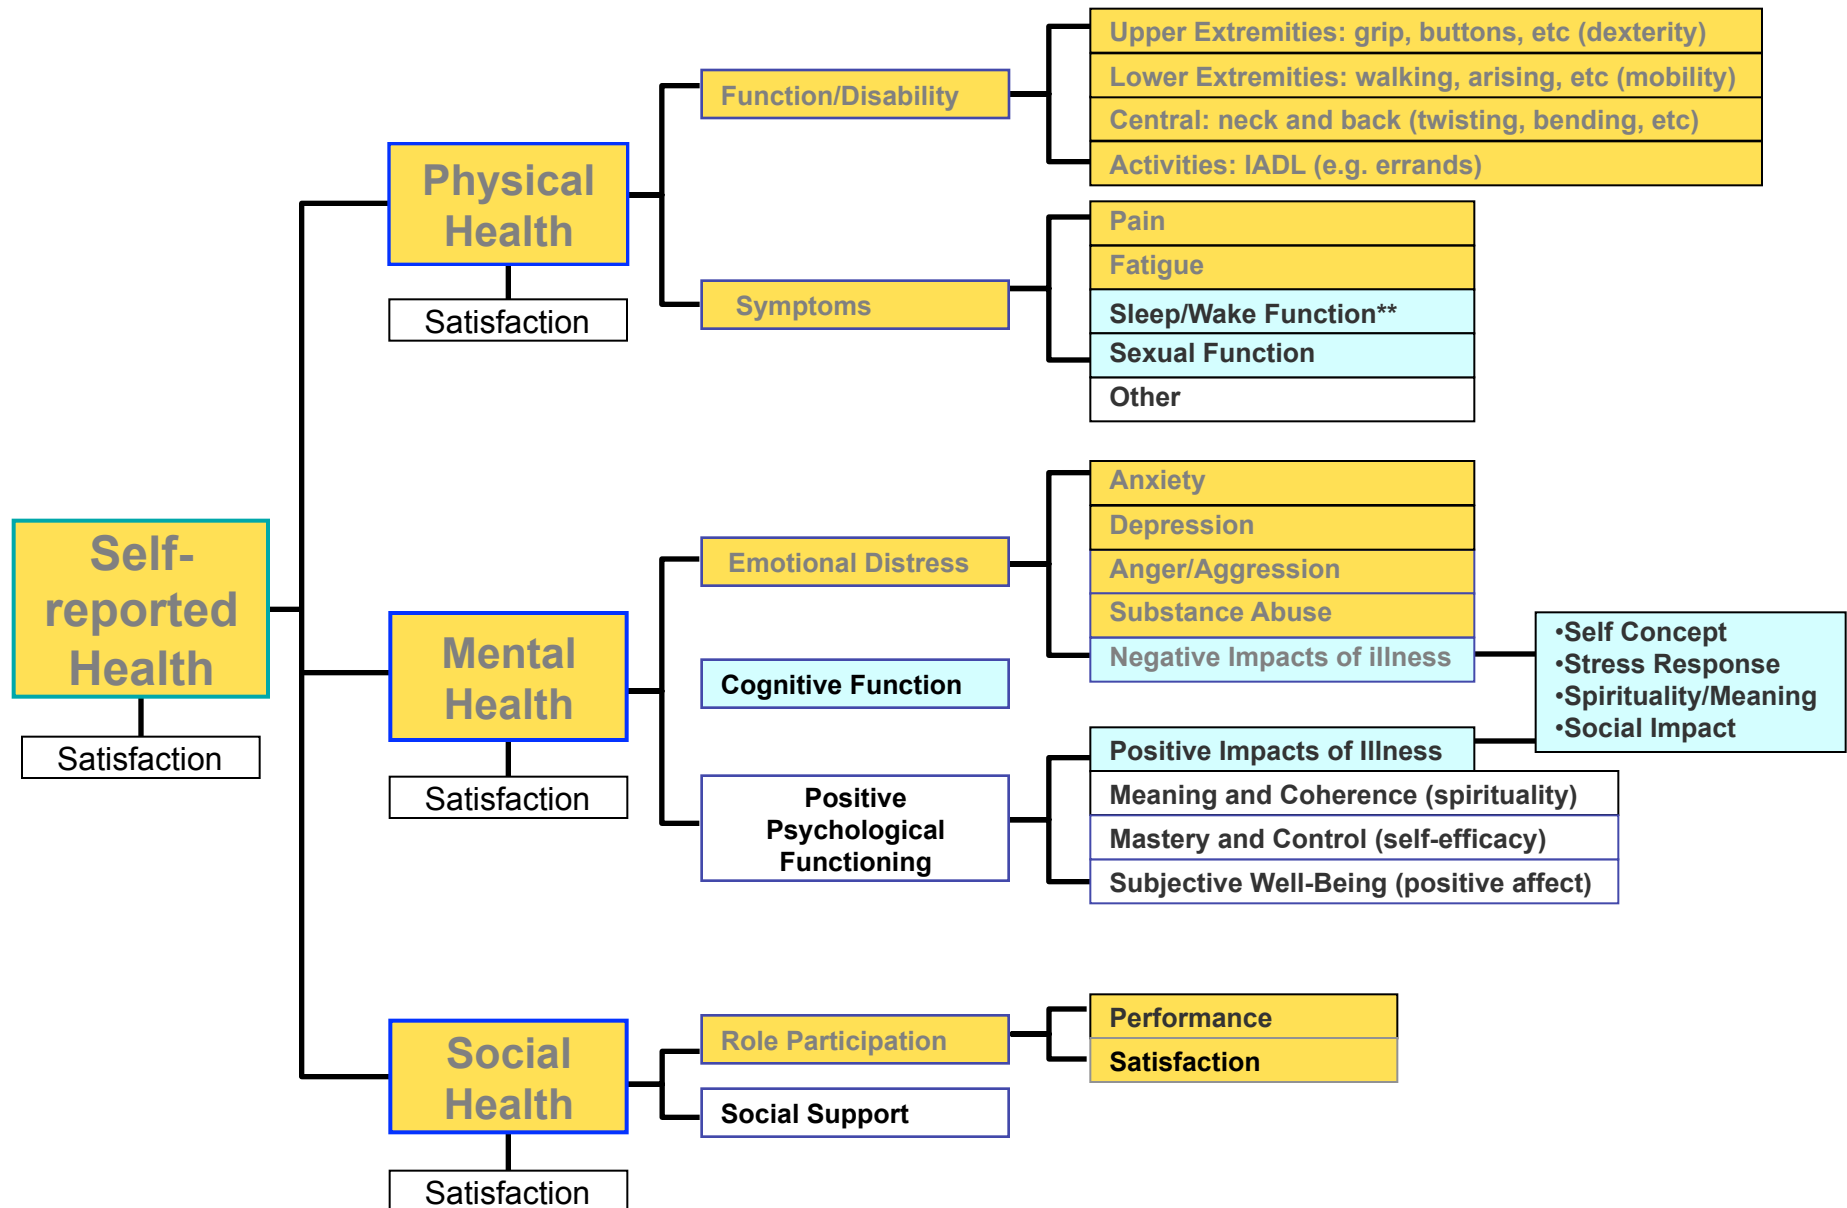 Self-
reported
Health
Satisfaction
Physical
Health
Satisfaction
Function/Disability
Upper Extremities: grip, buttons, etc (dexterity)
Lower Extremities: walking, arising, etc (mobility)
Central: neck and back (twisting, bending, etc)
Activities: IADL (e.g. errands)
Symptoms
Pain
Fatigue
Sleep/Wake Function**
Sexual Function
Other
Mental
Health
Satisfaction
Emotional Distress
Anxiety
Depression
Anger/Aggression
Substance Abuse
Negative Impacts of illness
Cognitive Function
Positive
Psychological
Functioning
Positive Impacts of Illness
Meaning and Coherence (spirituality)
Mastery and Control (self-efficacy)
Subjective Well-Being (positive affect)
•Self Concept
•Stress Response
•Spirituality/Meaning
•Social Impact
Social
Health
Satisfaction
Role Participation
Performance
Satisfaction
Social Support